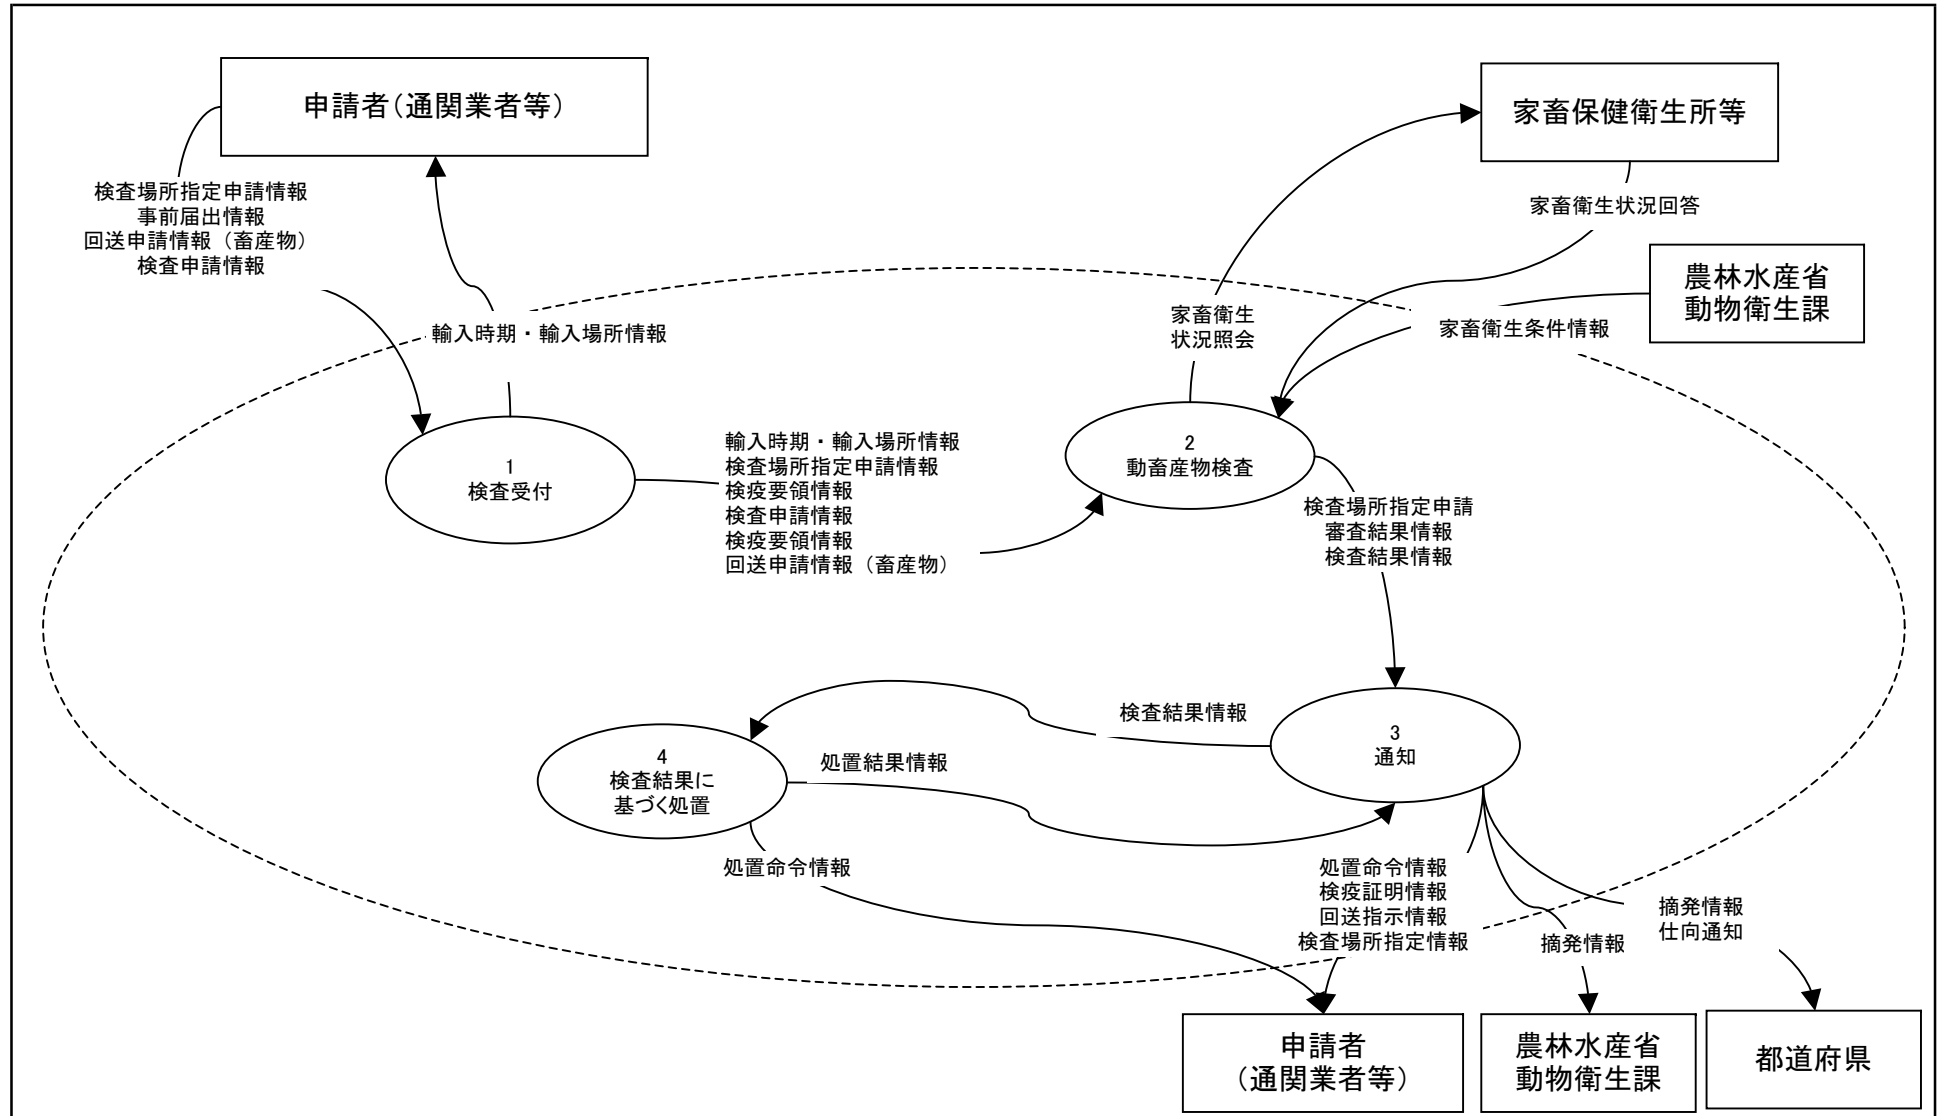 申請者（通関業者等）
家畜保健衛生所等
検査場所指定申請情報
事前届出情報
回送申請情報（畜産物）
検査申請情報
家畜衛生状況回答
農林水産省
動物衛生課
輸入時期・輸入場所情報
家畜衛生
状況照会
家畜衛生条件情報
1
検査受付
輸入時期・輸入場所情報
検査場所指定申請情報
検疫要領情報
検査申請情報
検疫要領情報
回送申請情報（畜産物）
2
動畜産物検査
検査場所指定申請
審査結果情報
検査結果情報
検査結果情報
3
通知
4
検査結果に
基づく処置
処置結果情報
処置命令情報
処置命令情報
検疫証明情報
回送指示情報
検査場所指定情報
摘発情報
摘発情報
仕向通知
申請者
（通関業者等）
農林水産省
動物衛生課
都道府県